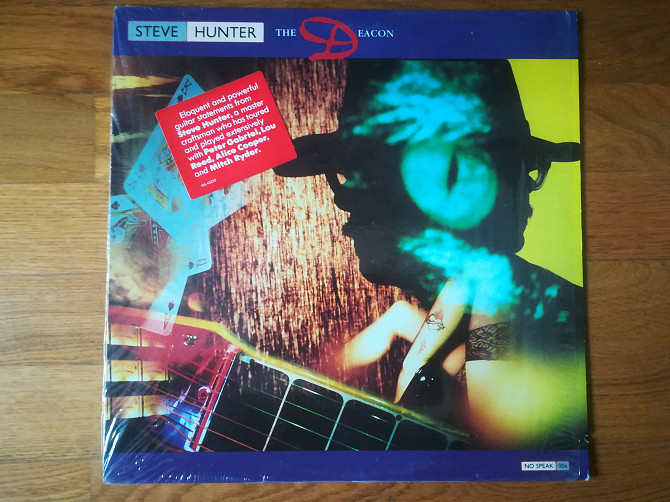 STEVE HUNTER THE DEACON
Eloquent and powerful
guitar statements from
Steve Hunter, a master
craftsman who has toured
and played extensively
with Peter Gabriel, Lou
Reed, Alice Cooper,
and Mitch Ryder.
NO SPEAK 006